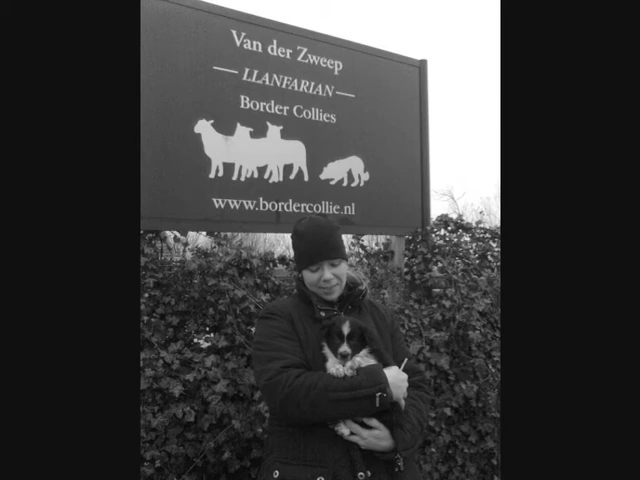 Van der Zweep
— LLANFARIAN —
Border Collies
www.bordercollie.nl